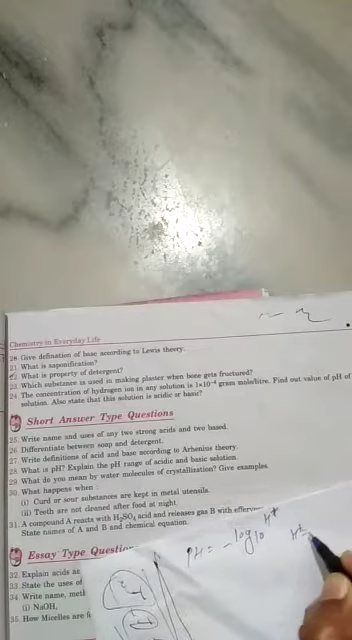 Chemistry in Everyday Life
20. Give defination of base according to Lewis theory.
21. What is saponification?
22. What is property of detergent?
23. Which substance is used in making plaster when bone gets fractured?
24. The concentration of hydrogen ion in any solution is 1×10⁻⁴ gram mole/litre. Find out value of pH of
solution. Also state that this solution is acidic or basic?
Short Answer Type Questions
25. Write name and uses of any two strong acids and two based.
26. Differentiate between soap and detergent.
27. Write definitions of acid and base according to Arhenius theory.
28. What is pH? Explain the pH range of acidic and basic solution.
29. What do you mean by water molecules of crystallization? Give examples.
30. What happens when
(i) Curd or sour substances are kept in metal utensils.
(ii) Teeth are not cleaned after food at night.
31. A compound A reacts with H₂SO₄ acid and releases gas B with
State names of A and B and chemical equation.
Essay Type
32. Explain acids
33. State the uses of
34. Write name,
(i) NaOH,
35. How Micelles are
PH = -log10 H+
H+